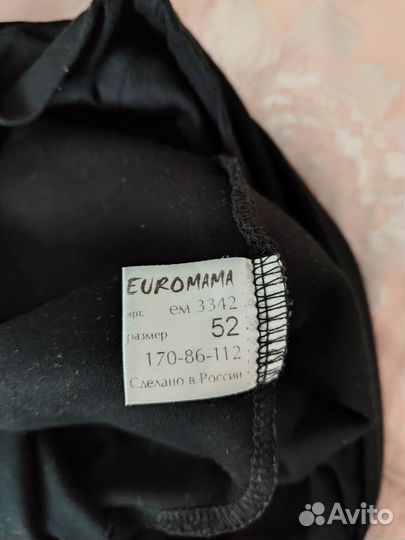 EUROMAMA
арт. ем 3342
размер 52
170-86-112
Сделано в России
Avito